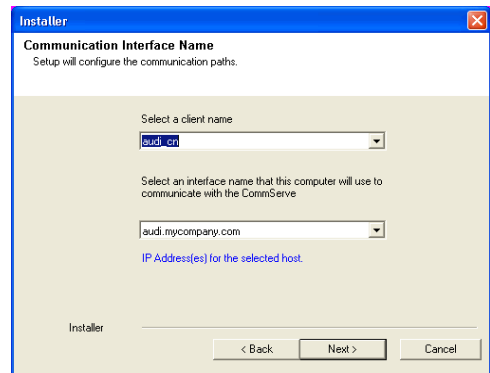 Installer
Communication Interface Name
Setup will configure the communication paths.
Select a client name
audi_cn
Select an interface name that this computer will use to
communicate with the CommServe
audi.mycompany.com
IP Address(es) for the selected host.
Installer
< Back
Next >
Cancel